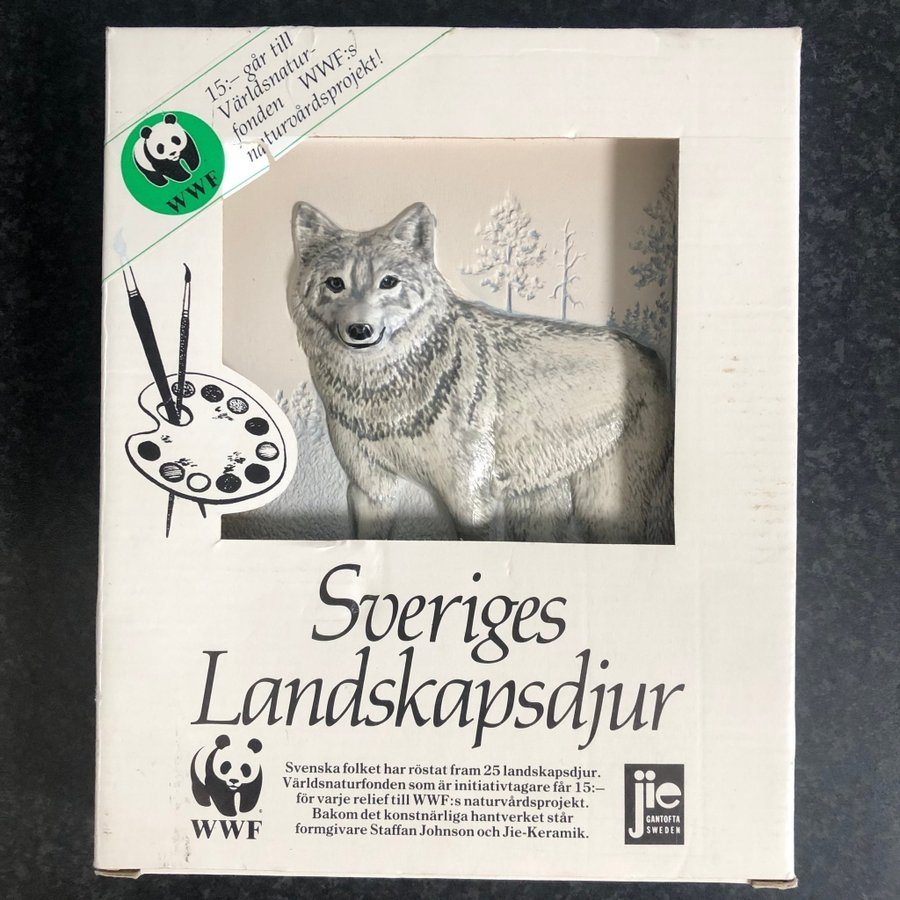 15:– går till
Världsnatur-
fonden WWF:s
naturvårdsprojekt!
WWF
Sveriges
Landskapsdjur
Svenska folket har röstat fram 25 landskapsdjur.
Världsnaturfonden som är initiativtagare får 15:–
för varje relief till WWF:s naturvårdsprojekt.
Bakom det konstnärliga hantverket står
formgivare Staffan Johnson och Jie-Keramik.
WWF
jie
GANTOFTA
SWEDEN